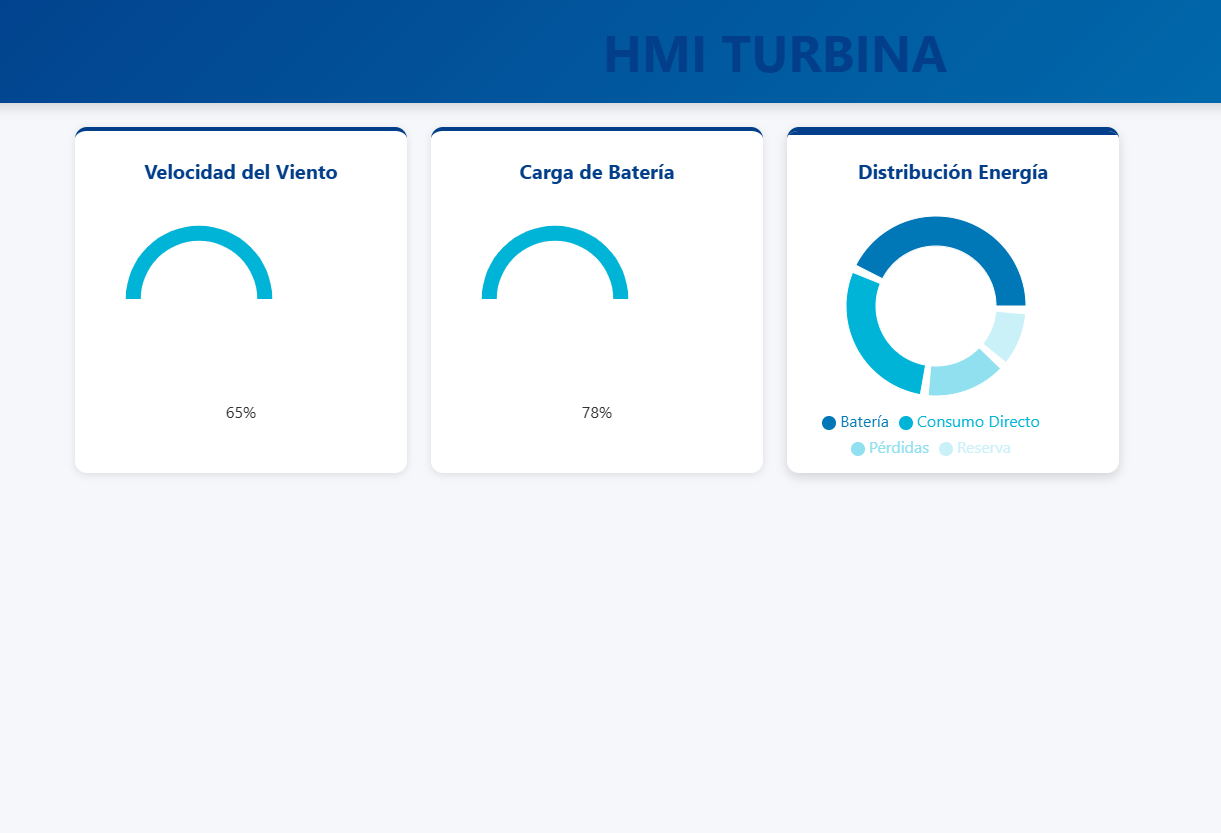 HMI TURBINA
Velocidad del Viento
65%
Carga de Batería
78%
Distribución Energía
Batería Consumo Directo
Pérdidas Reserva